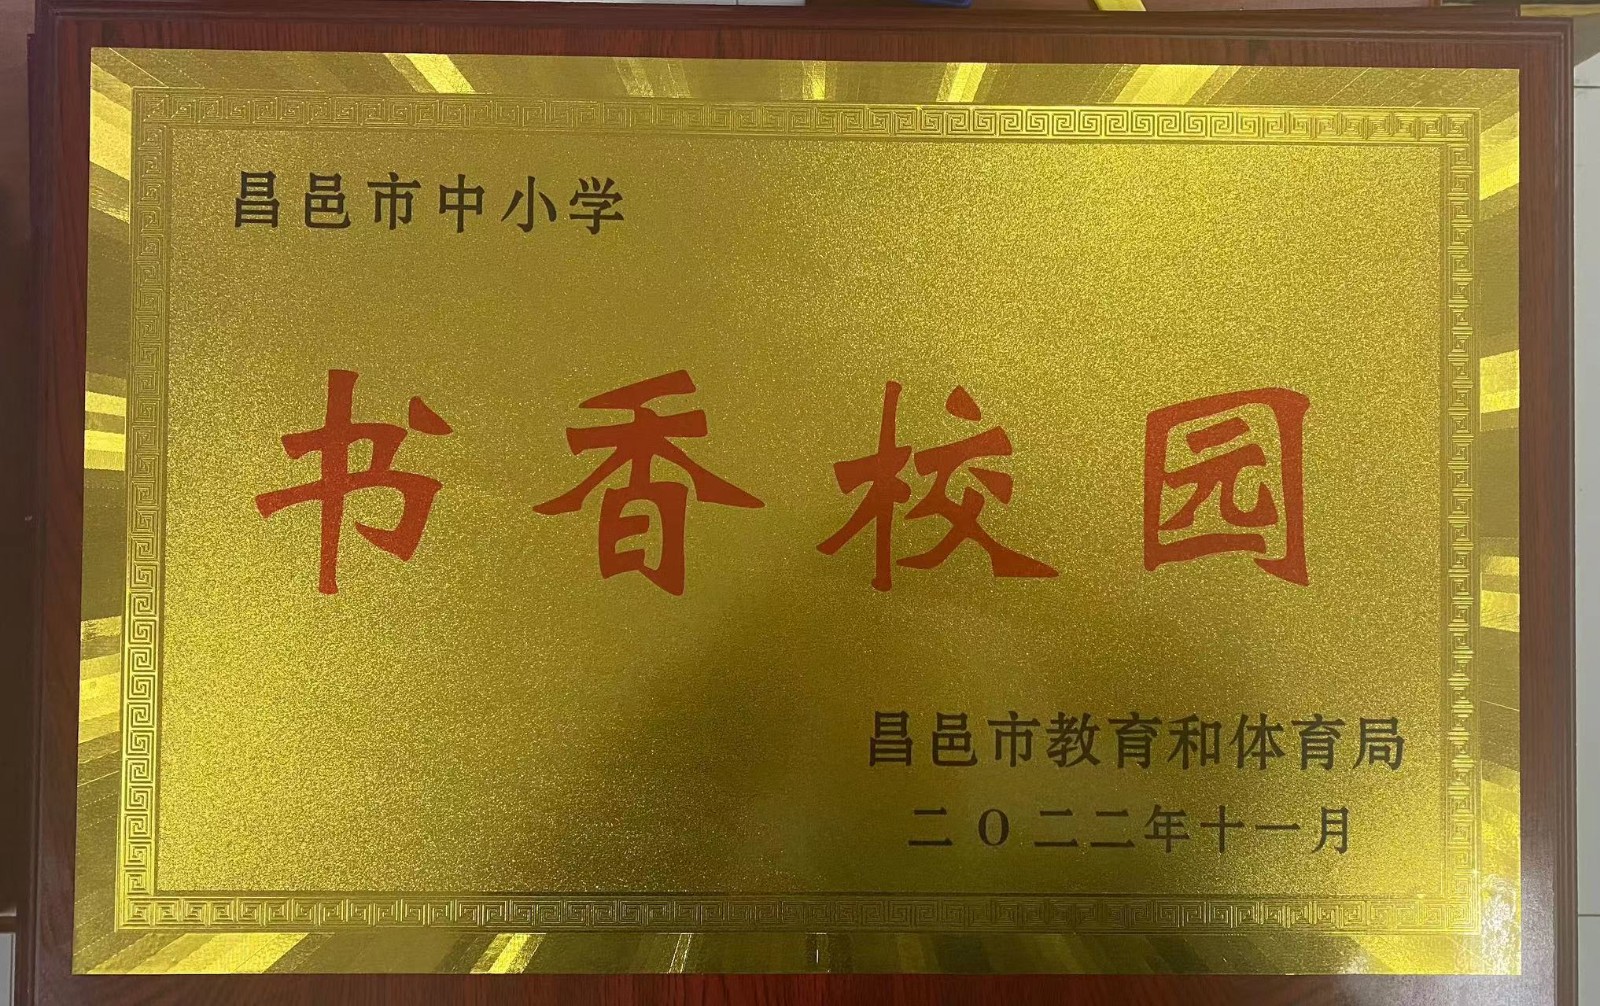 昌邑市中小学
书香校园
昌邑市教育和体育局
二〇二二年十一月